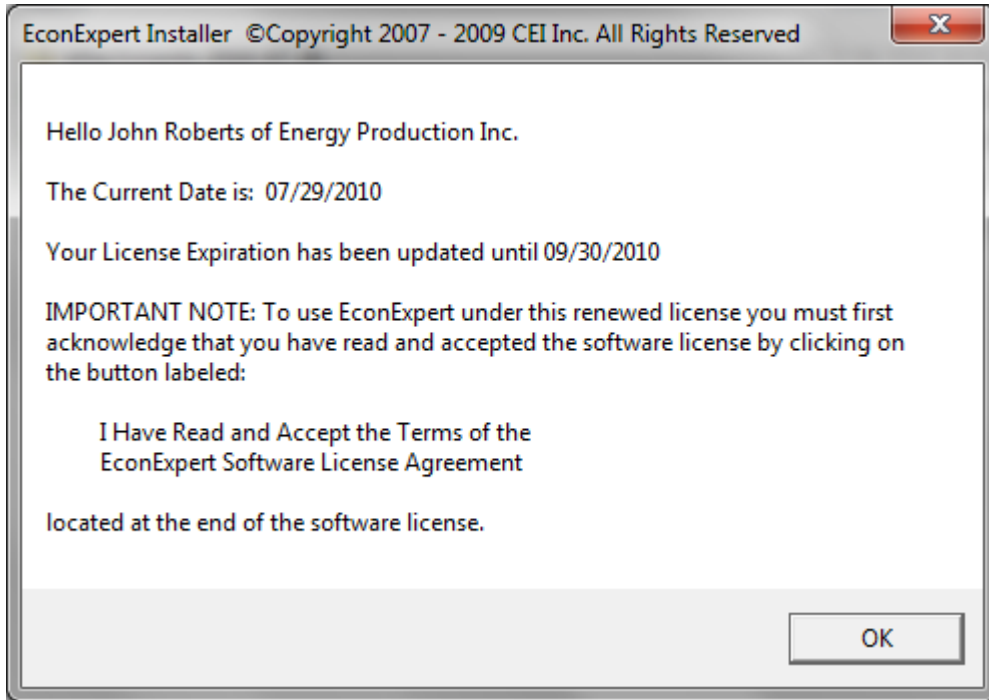 EconExpert Installer ©Copyright 2007 - 2009 CEI Inc. All Rights Reserved
Hello John Roberts of Energy Production Inc.
The Current Date is: 07/29/2010
Your License Expiration has been updated until 09/30/2010
IMPORTANT NOTE: To use EconExpert under this renewed license you must first
acknowledge that you have read and accepted the software license by clicking on
the button labeled:
I Have Read and Accept the Terms of the
EconExpert Software License Agreement
located at the end of the software license.
OK